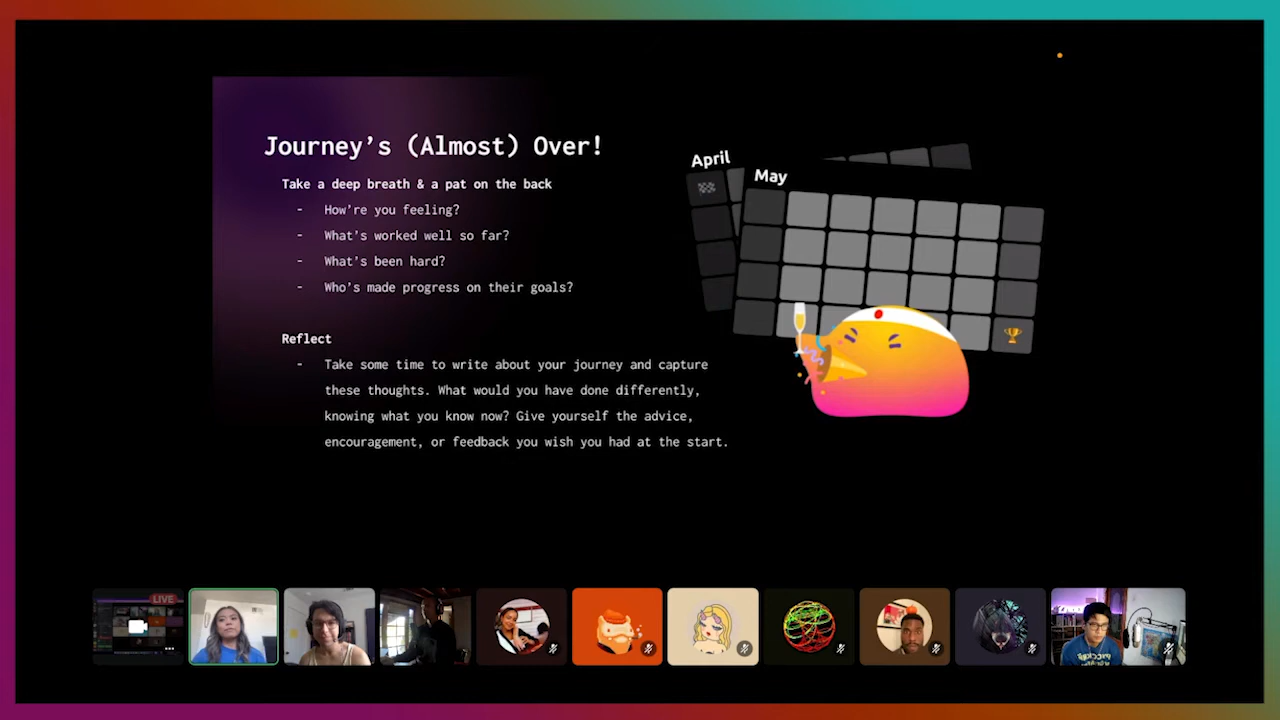 Journey's (Almost) Over!
Take a deep breath & a pat on the back
- How're you feeling?
- What's worked well so far?
- What's been hard?
- Who's made progress on their goals?
Reflect
- Take some time to write about your journey and capture
these thoughts. What would you have done differently,
knowing what you know now? Give yourself the advice,
encouragement, or feedback you wish you had at the start.
April
May
LIVE